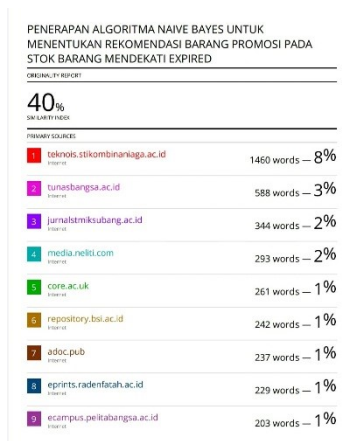 PENERAPAN ALGORITMA NAIVE BAYES UNTUK
MENENTUKAN REKOMENDASI BARANG PROMOSI PADA
STOK BARANG MENDEKATI EXPIRED
ORIGINALITY REPORT
40%
SIMILARITY INDEX
PRIMARY SOURCES
1 teknois.stikombinaniaga.ac.id 1460 words — 8%
Internet
2 tunasbangsa.ac.id 588 words — 3%
Internet
3 jurnalstmiksubang.ac.id 344 words — 2%
Internet
4 media.neliti.com 293 words — 2%
Internet
5 core.ac.uk 261 words — 1%
Internet
6 repository.bsi.ac.id 242 words — 1%
Internet
7 adoc.pub 237 words — 1%
Internet
8 eprints.radenfatah.ac.id 229 words — 1%
Internet
9 ecampus.pelitabangsa.ac.id 203 words — 1%
Internet